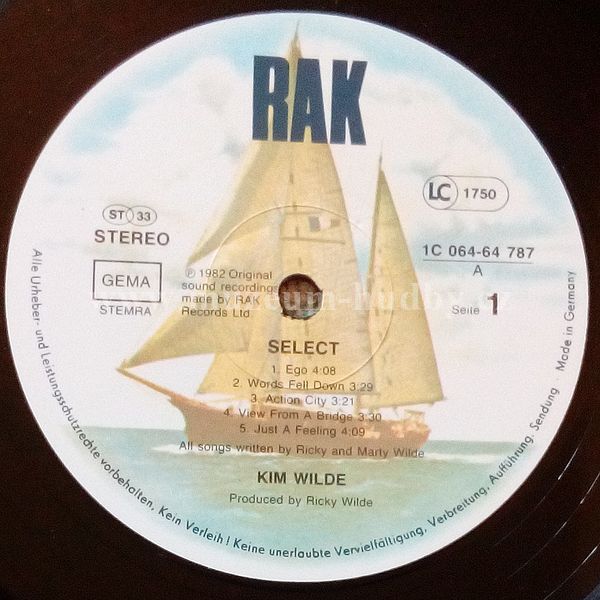 RAK
LC 1750
ST 33
STEREO
1C 064-64 787
A
GEMA
STEMRA
℗ 1982 Original
sound recordings
made by RAK
Records Ltd
Seite 1
SELECT
1. Ego 4:08
2. Words Fell Down 3:29
3. Action City 3:21
4. View From A Bridge 3:30
5. Just A Feeling 4:09
All songs written by Ricky and Marty Wilde
KIM WILDE
Produced by Ricky Wilde
Alle Urheber- und Leistungsschutzrechte vorbehalten. Kein Verleih! Keine unerlaubte Vervielfältigung, Verbreitung, Aufführung, Sendung
Made in Germany